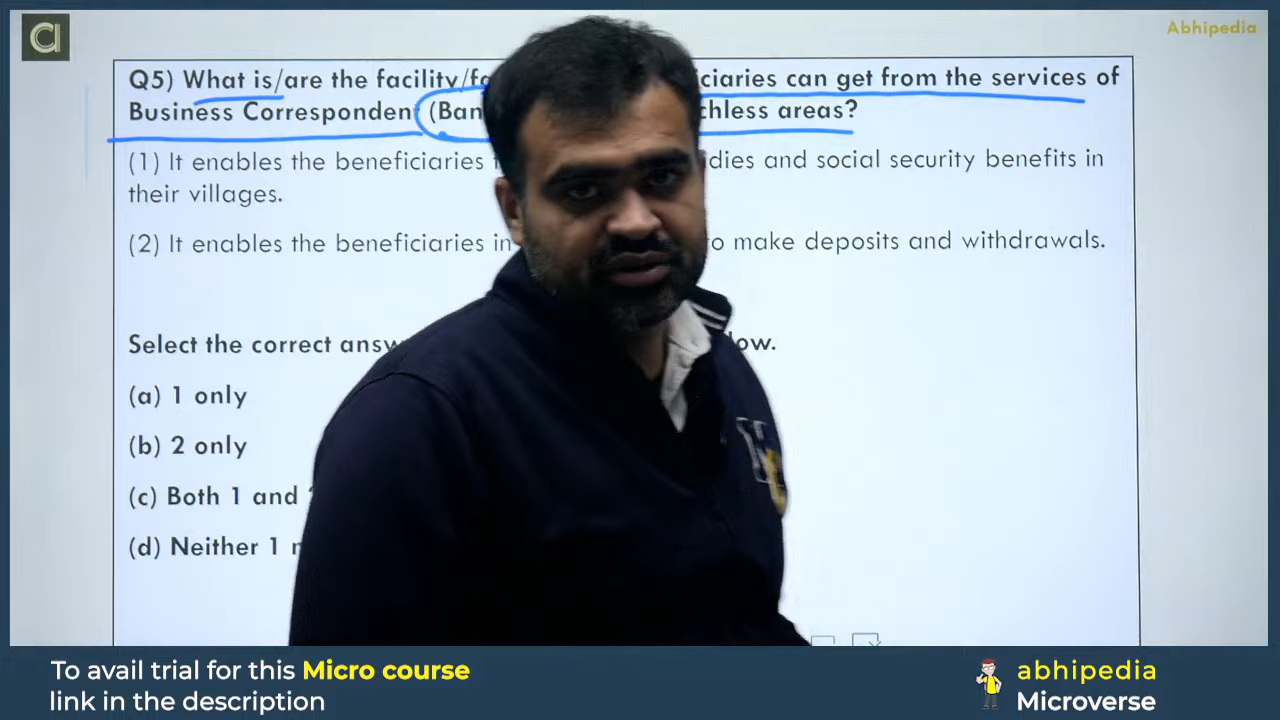 Abhipedia
Q5) What is/are the facility/fa ciaries can get from the services of
Business Corresponden (Ban chless areas?
(1) It enables the beneficiaries dies and social security benefits in
their villages.
(2) It enables the beneficiaries in to make deposits and withdrawals.
Select the correct answ low.
(a) 1 only
(b) 2 only
(c) Both 1 and
(d) Neither 1 n
To avail trial for this Micro course
link in the description
abhipedia
Microverse